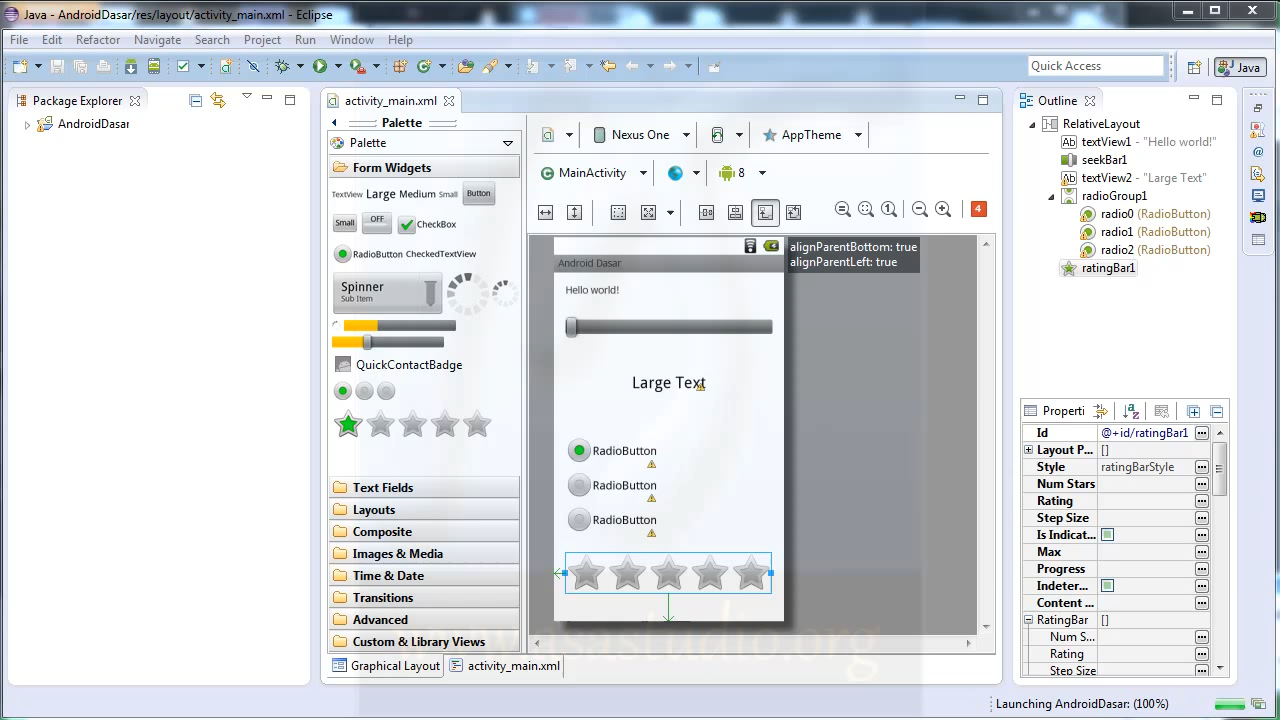 Java - AndroidDasar/res/layout/activity_main.xml - Eclipse
File Edit Refactor Navigate Search Project Run Window Help
Quick Access
Java
Package Explorer
AndroidDasar
activity_main.xml
Palette
Palette
Form Widgets
TextView Large Medium Small Button
Small OFF CheckBox
RadioButton CheckedTextView
Spinner
Sub Item
QuickContactBadge
Text Fields
Layouts
Composite
Images & Media
Time & Date
Transitions
Advanced
Custom & Library Views
Graphical Layout activity_main.xml
Nexus One AppTheme
MainActivity 8
4
alignParentBottom: true
alignParentLeft: true
Android Dasar
Hello world!
Large Text
RadioButton
RadioButton
RadioButton
Outline
RelativeLayout
textView1 - "Hello world!"
seekBar1
textView2 - "Large Text"
radioGroup1
radio0 (RadioButton)
radio1 (RadioButton)
radio2 (RadioButton)
ratingBar1
Properti
Id @+id/ratingBar1
Layout P... []
Style ratingBarStyle
Num Stars
Rating
Step Size
Is Indicat...
Max
Progress
Indeter...
Content ...
RatingBar []
Num S...
Rating
Step Size
Launching AndroidDasar: (100%)